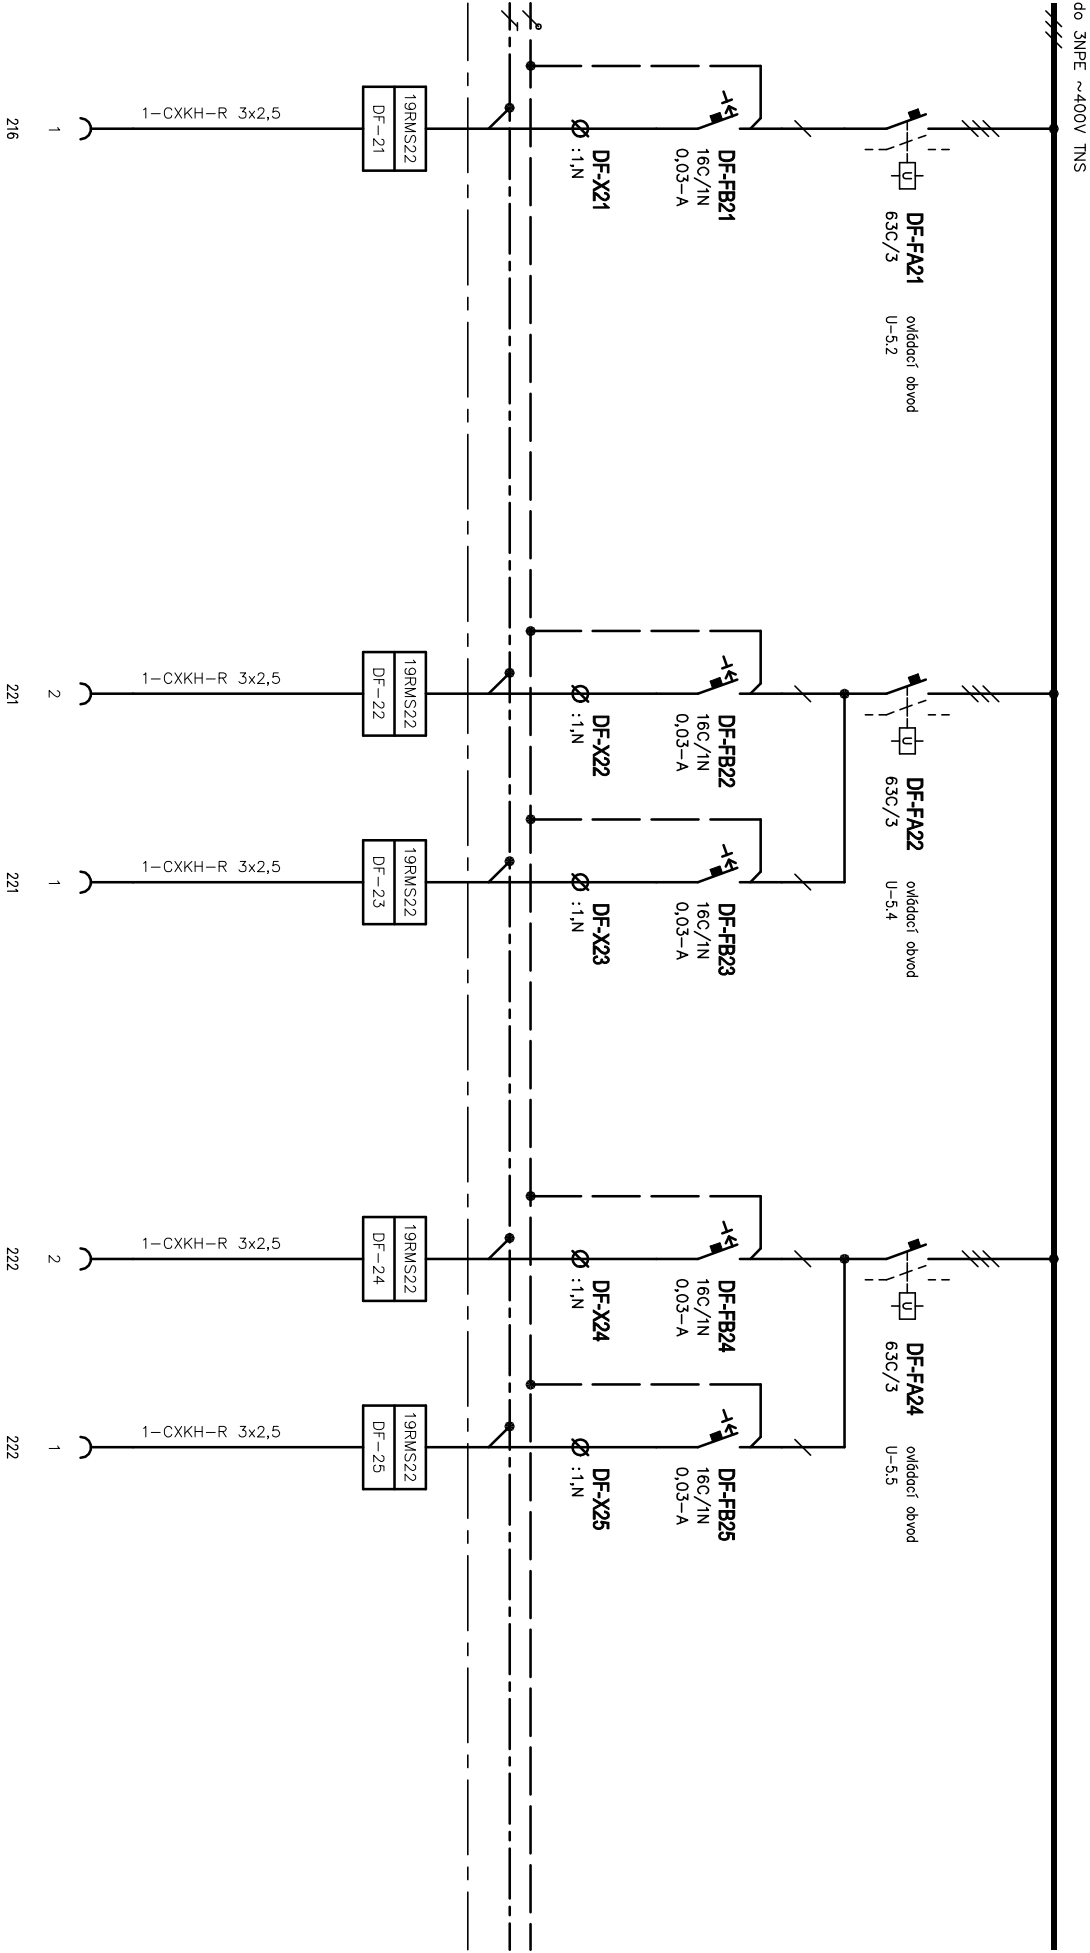 do 3NPE ~400V TNS
DF-FA21
63C/3
ovládací obvod
U-5.2
DF-FB21
16C/1N
0,03-A
DF-X21
:1,N
19RMS22
DF-21
1-CXKH-R 3x2,5
1
216
DF-FA22
63C/3
ovládací obvod
U-5.4
DF-FB22
16C/1N
0,03-A
DF-X22
:1,N
19RMS22
DF-22
1-CXKH-R 3x2,5
2
221
DF-FB23
16C/1N
0,03-A
DF-X23
:1,N
19RMS22
DF-23
1-CXKH-R 3x2,5
1
221
DF-FA24
63C/3
ovládací obvod
U-5.5
DF-FB24
16C/1N
0,03-A
DF-X24
:1,N
19RMS22
DF-24
1-CXKH-R 3x2,5
2
222
DF-FB25
16C/1N
0,03-A
DF-X25
:1,N
19RMS22
DF-25
1-CXKH-R 3x2,5
1
222
U
U
U